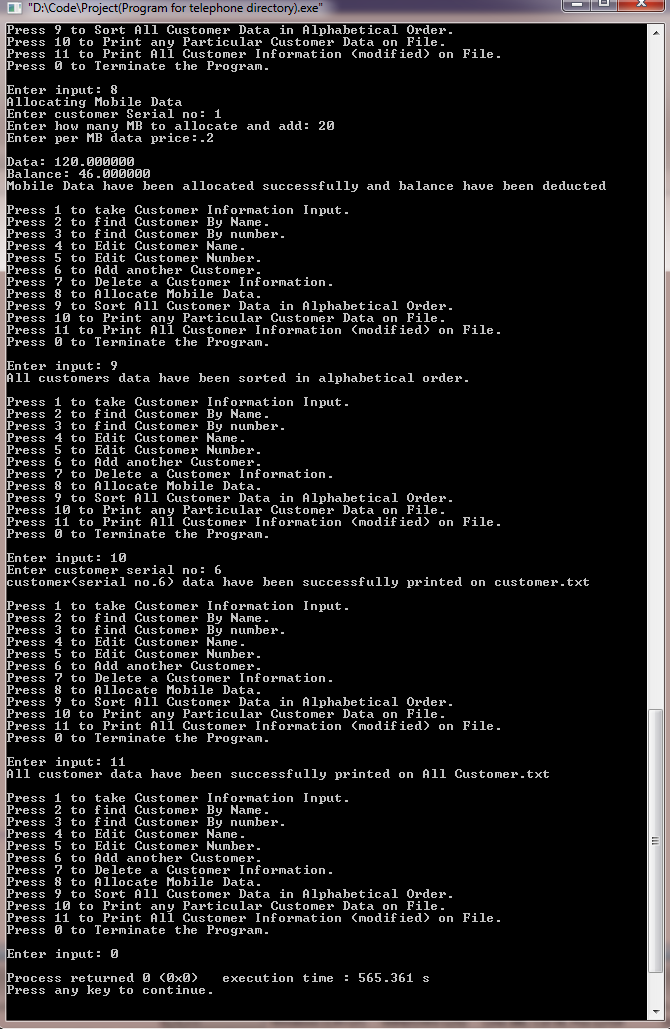 "D:\Code\Project(Program for telephone directory).exe"
Press 9 to Sort All Customer Data in Alphabetical Order.
Press 10 to Print any Particular Customer Data on File.
Press 11 to Print All Customer Information (modified) on File.
Press 0 to Terminate the Program.
Enter input: 8
Allocating Mobile Data
Enter customer Serial no: 1
Enter how many MB to allocate and add: 20
Enter per MB data price:.2
Data: 120.000000
Balance: 46.000000
Mobile Data have been allocated successfully and balance have been deducted
Press 1 to take Customer Information Input.
Press 2 to find Customer By Name.
Press 3 to find Customer By number.
Press 4 to Edit Customer Name.
Press 5 to Edit Customer Number.
Press 6 to Add another Customer.
Press 7 to Delete a Customer Information.
Press 8 to Allocate Mobile Data.
Press 9 to Sort All Customer Data in Alphabetical Order.
Press 10 to Print any Particular Customer Data on File.
Press 11 to Print All Customer Information (modified) on File.
Press 0 to Terminate the Program.
Enter input: 9
All customers data have been sorted in alphabetical order.
Press 1 to take Customer Information Input.
Press 2 to find Customer By Name.
Press 3 to find Customer By number.
Press 4 to Edit Customer Name.
Press 5 to Edit Customer Number.
Press 6 to Add another Customer.
Press 7 to Delete a Customer Information.
Press 8 to Allocate Mobile Data.
Press 9 to Sort All Customer Data in Alphabetical Order.
Press 10 to Print any Particular Customer Data on File.
Press 11 to Print All Customer Information (modified) on File.
Press 0 to Terminate the Program.
Enter input: 10
Enter customer serial no: 6
customer(serial no.6) data have been successfully printed on customer.txt
Press 1 to take Customer Information Input.
Press 2 to find Customer By Name.
Press 3 to find Customer By number.
Press 4 to Edit Customer Name.
Press 5 to Edit Customer Number.
Press 6 to Add another Customer.
Press 7 to Delete a Customer Information.
Press 8 to Allocate Mobile Data.
Press 9 to Sort All Customer Data in Alphabetical Order.
Press 10 to Print any Particular Customer Data on File.
Press 11 to Print All Customer Information (modified) on File.
Press 0 to Terminate the Program.
Enter input: 11
All customer data have been successfully printed on All Customer.txt
Press 1 to take Customer Information Input.
Press 2 to find Customer By Name.
Press 3 to find Customer By number.
Press 4 to Edit Customer Name.
Press 5 to Edit Customer Number.
Press 6 to Add another Customer.
Press 7 to Delete a Customer Information.
Press 8 to Allocate Mobile Data.
Press 9 to Sort All Customer Data in Alphabetical Order.
Press 10 to Print any Particular Customer Data on File.
Press 11 to Print All Customer Information (modified) on File.
Press 0 to Terminate the Program.
Enter input: 0
Process returned 0 (0x0)   execution time : 565.361 s
Press any key to continue.